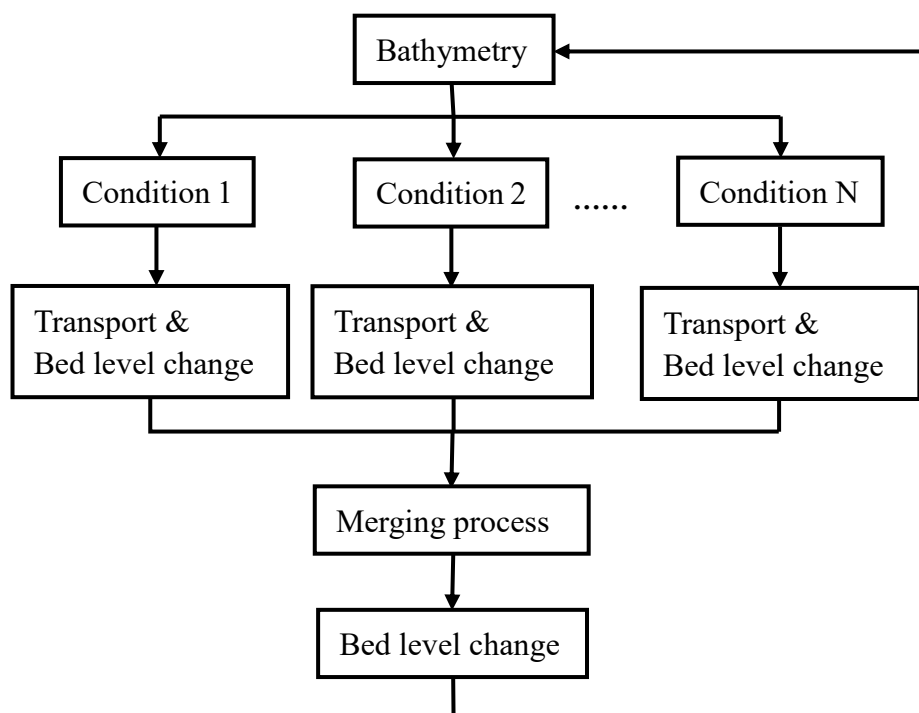 Bathymetry
Condition 1
Condition 2
......
Condition N
Transport &
Bed level change
Transport &
Bed level change
Transport &
Bed level change
Merging process
Bed level change